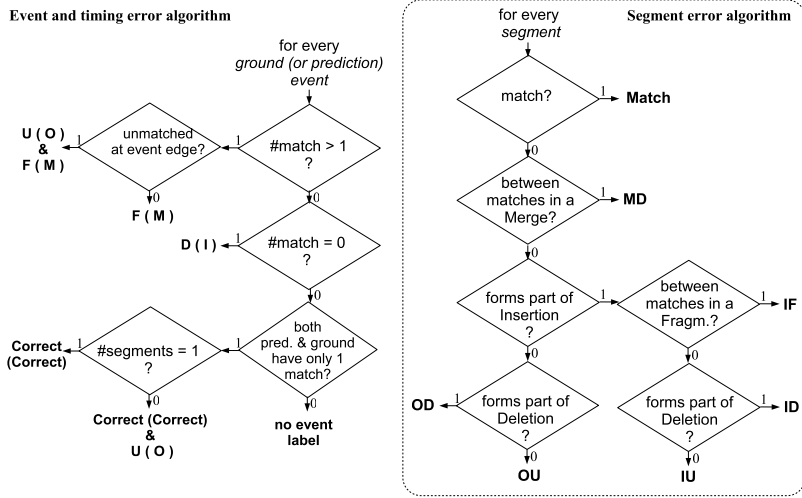 Event and timing error algorithm
for every
ground (or prediction)
event
#match > 1
?
1
0
unmatched
at event edge?
1
0
U ( O )
&
F ( M )
F ( M )
#match = 0
?
1
0
D ( I )
both
pred. & ground
have only 1
match?
1
0
#segments = 1
?
1
0
Correct
(Correct)
Correct (Correct)
&
U ( O )
no event
label
Segment error algorithm
for every
segment
match?
1
Match
0
between
matches in a
Merge?
1
MD
0
forms part of
Insertion
?
1
0
between
matches in a
Fragm.?
1
IF
0
forms part of
Deletion
?
1
OD
0
OU
forms part of
Deletion
?
1
ID
0
IU